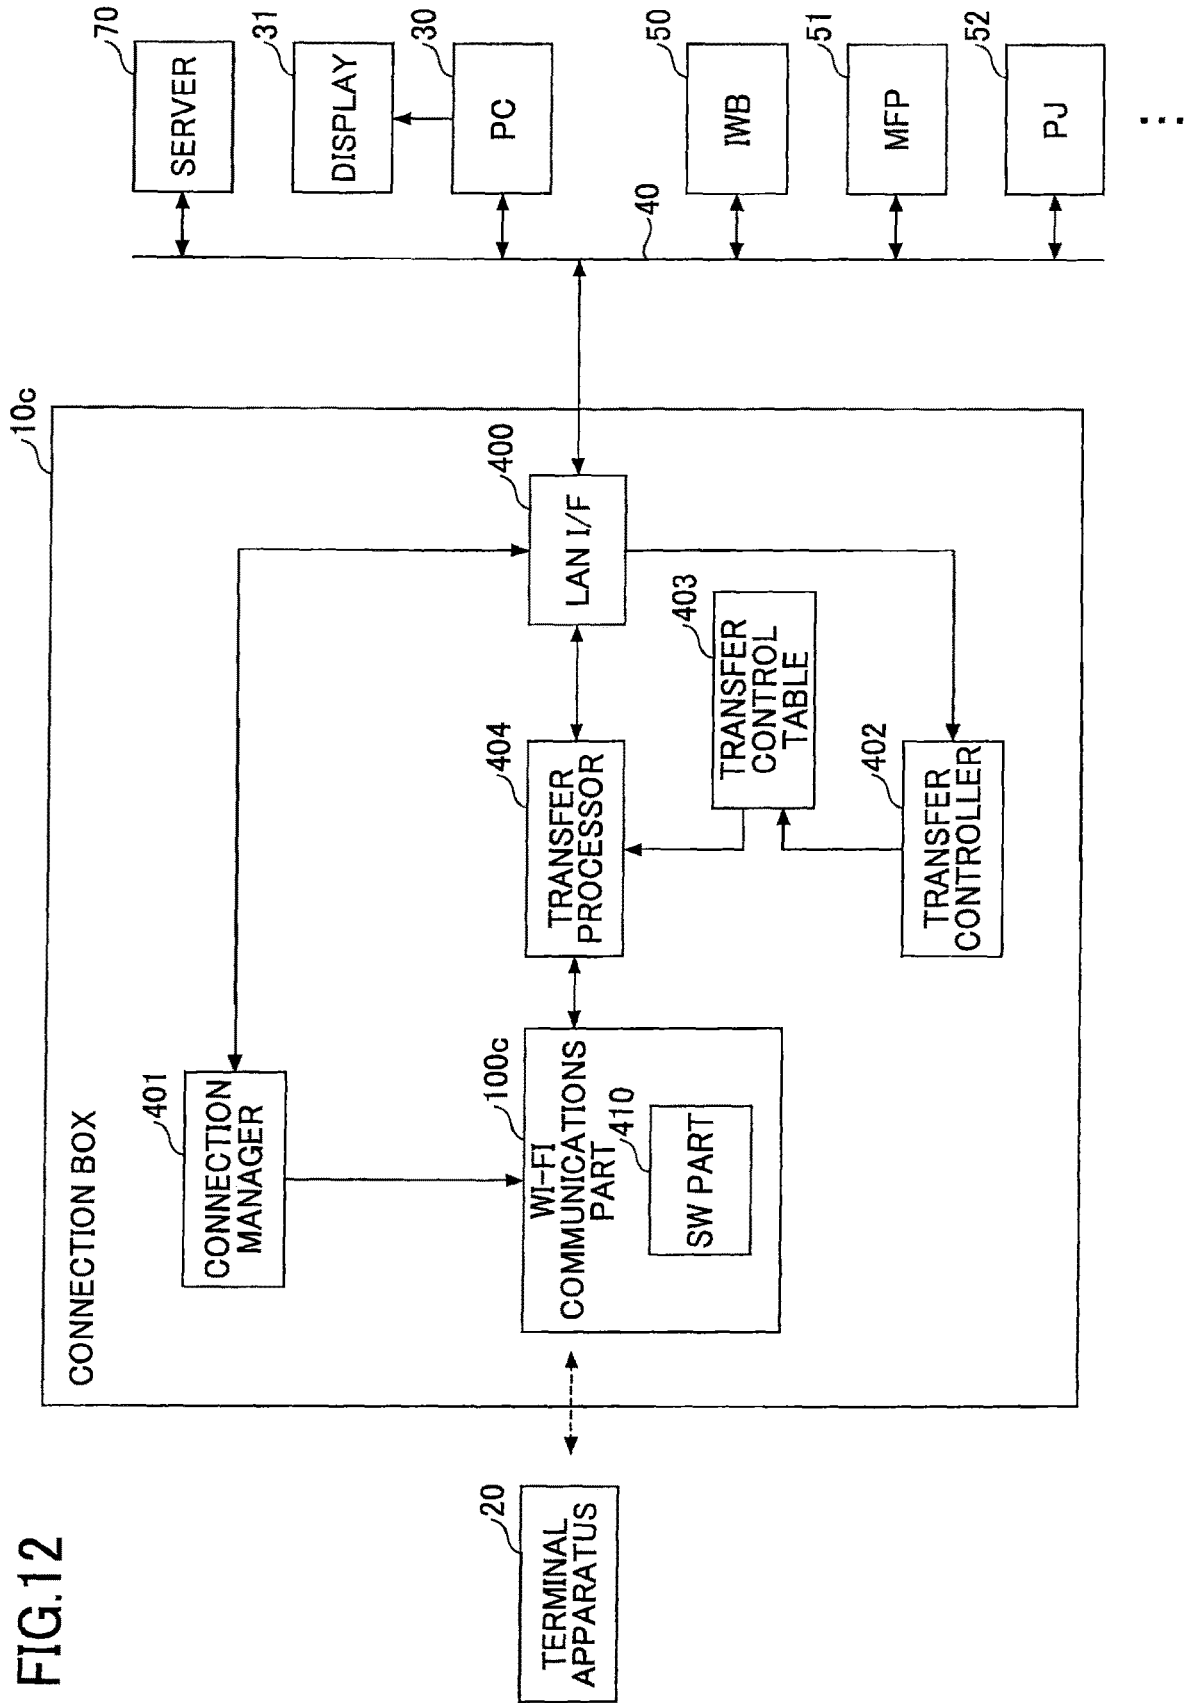 FIG.12
CONNECTION BOX
10c
401
CONNECTION
MANAGER
20
TERMINAL
APPARATUS
100c
WI-FI
COMMUNICATIONS
PART
410
SW PART
404
TRANSFER
PROCESSOR
400
LAN I/F
403
TRANSFER
CONTROL
TABLE
402
TRANSFER
CONTROLLER
40
70
SERVER
31
DISPLAY
30
PC
50
IWB
51
MFP
52
PJ
...